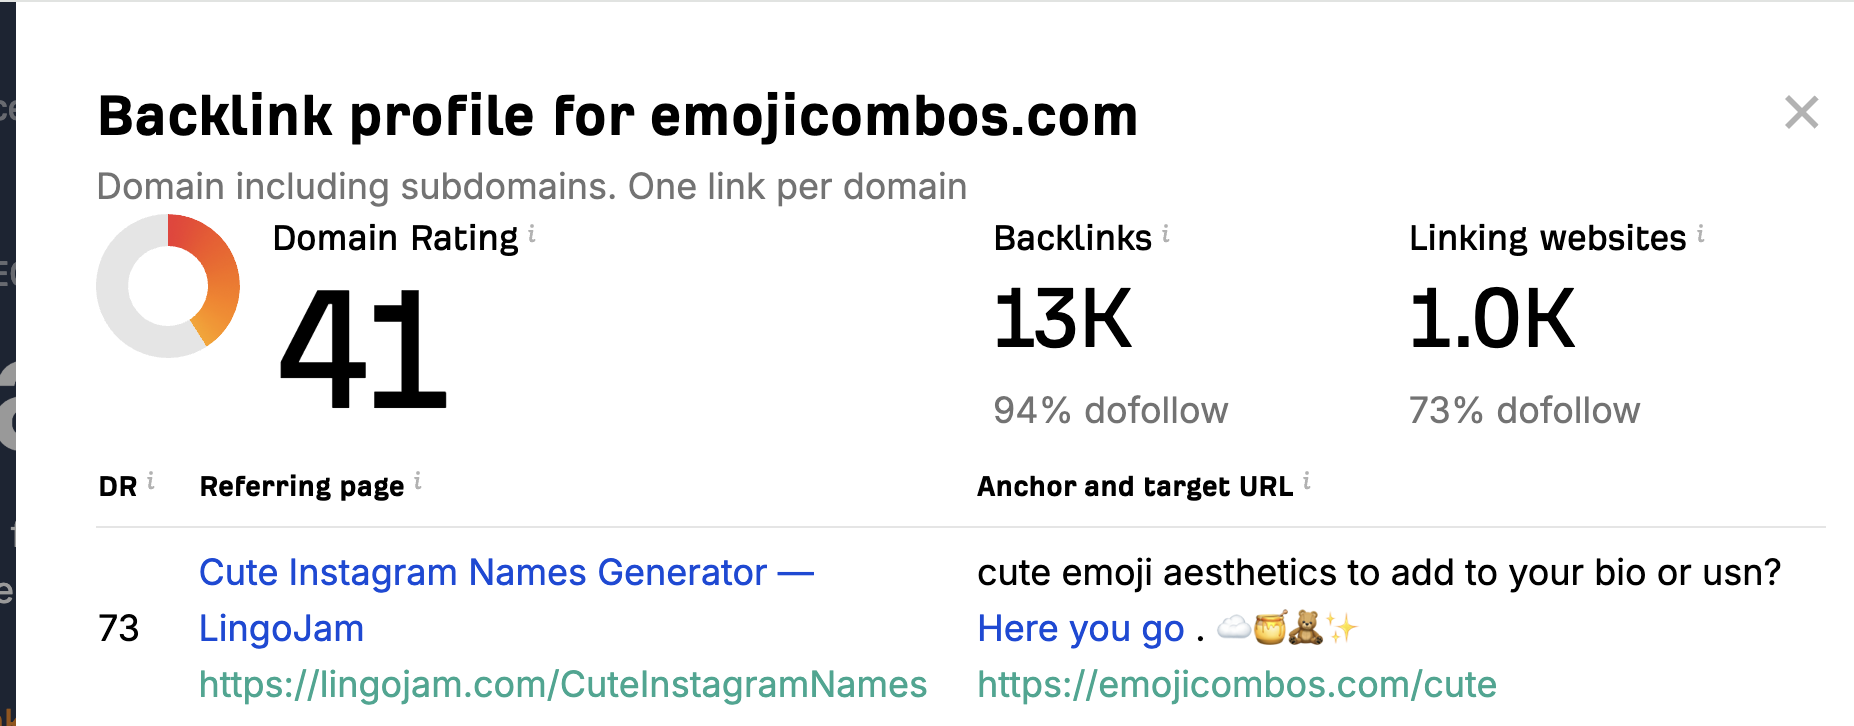 Backlink profile for emojicombos.com
Domain including subdomains. One link per domain
Domain Rating i
41
Backlinks i
13K
94% dofollow
Linking websites i
1.0K
73% dofollow
DR i Referring page i Anchor and target URL i
73
Cute Instagram Names Generator —
LingoJam
https://lingojam.com/CuteInstagramNames
cute emoji aesthetics to add to your bio or usn?
Here you go . ☁️🍯🧸✨
https://emojicombos.com/cute